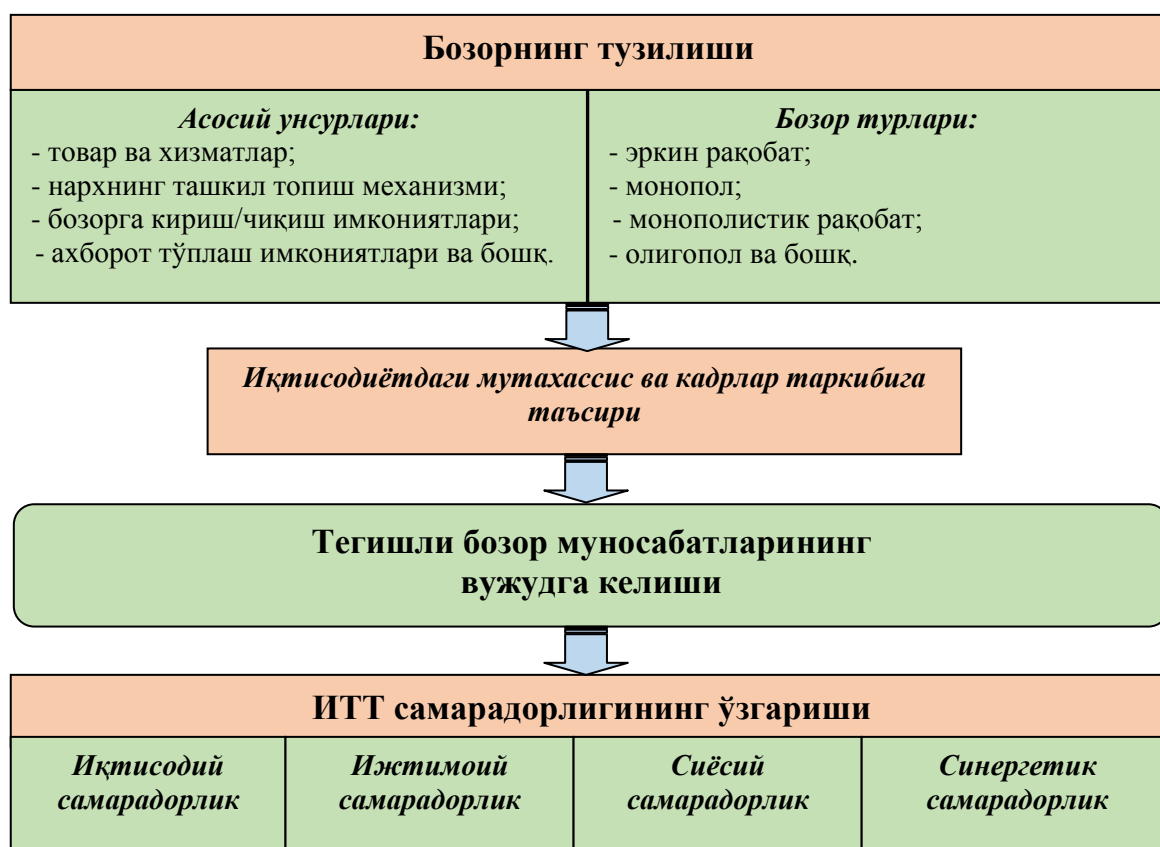 Бозорнинг тузилиши
Асосий унсурлари:
- товар ва хизматлар;
- нархнинг ташкил топиш механизми;
- бозорга кириш/чиқиш имкониятлари;
- ахборот тўплаш имкониятлари ва бошқ.
Бозор турлари:
- эркин рақобат;
- монопол;
- монополистик рақобат;
- олигопол ва бошқ.
Иқтисодиётдаги мутахассис ва кадрлар таркибига
таъсири
Тегишли бозор муносабатларининг
вужудга келиши
ИТТ самарадорлигининг ўзгариши
Иқтисодий
самарадорлик
Ижтимоий
самарадорлик
Сиёсий
самарадорлик
Синергетик
самарадорлик